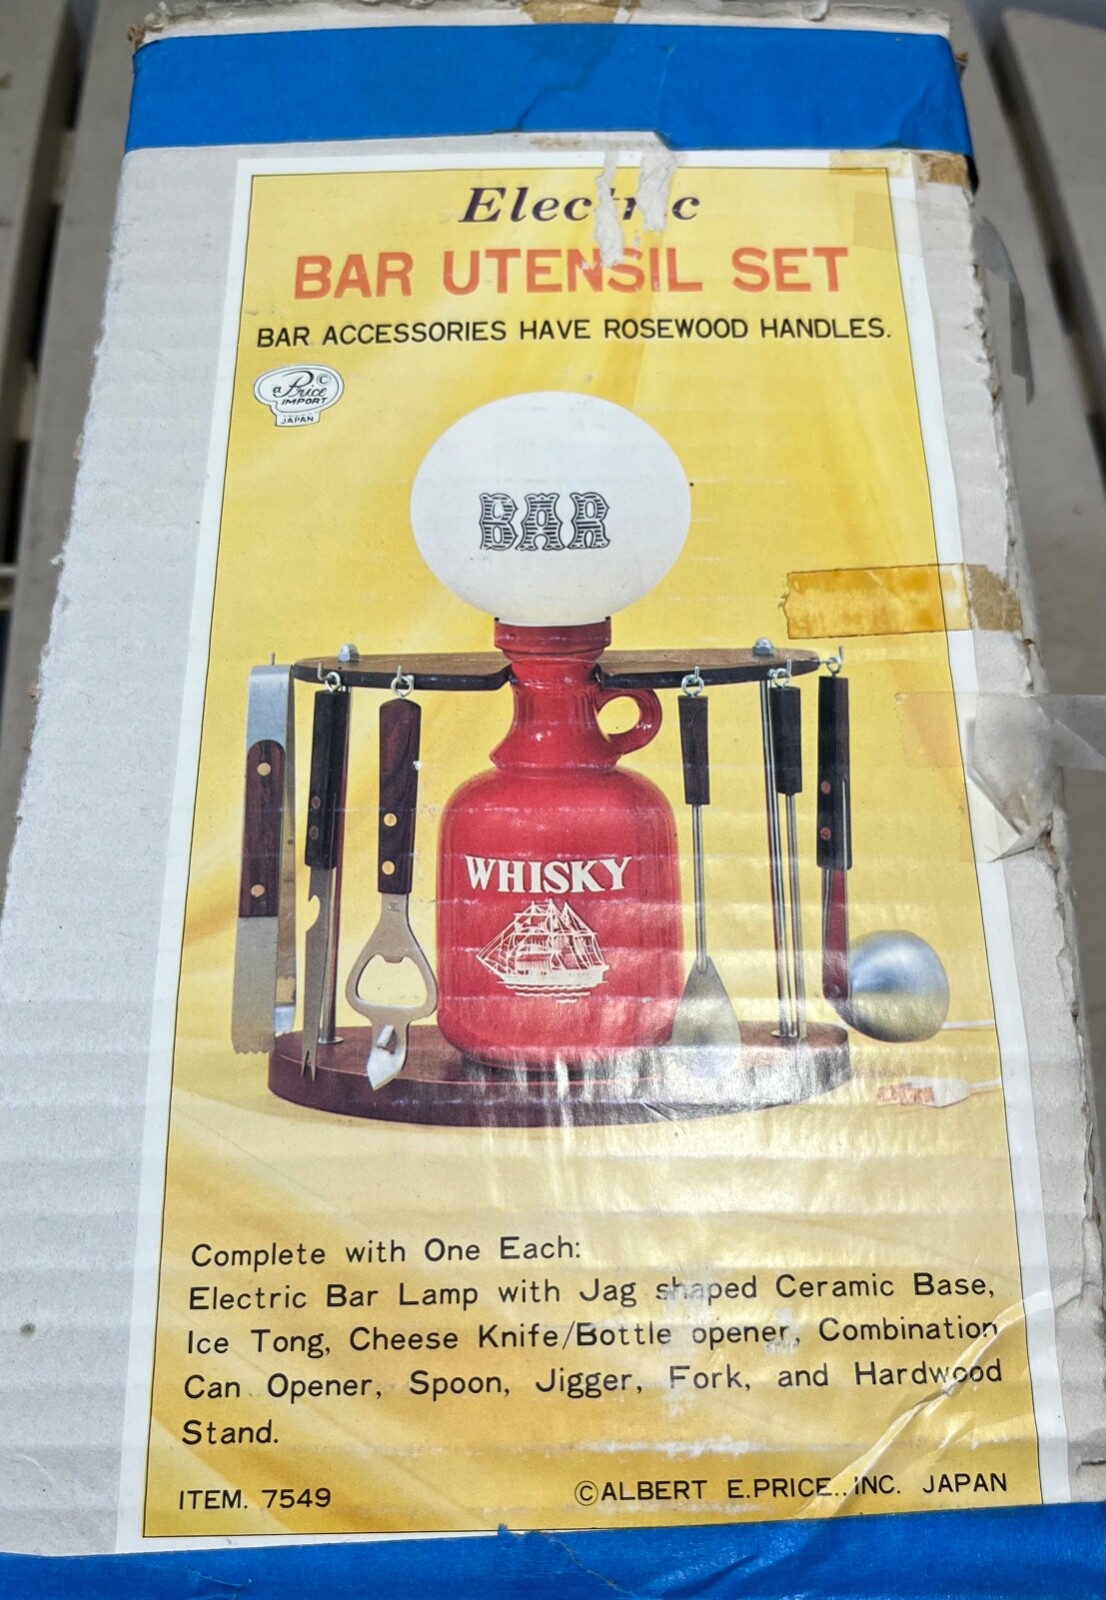 Electric
BAR UTENSIL SET
BAR ACCESSORIES HAVE ROSEWOOD HANDLES.
a Price ©
IMPORT
JAPAN
BAR
WHISKY
Complete with One Each:
Electric Bar Lamp with Jag shaped Ceramic Base,
Ice Tong, Cheese Knife/Bottle opener, Combination
Can Opener, Spoon, Jigger, Fork, and Hardwood
Stand.
ITEM. 7549
©ALBERT E.PRICE., INC. JAPAN